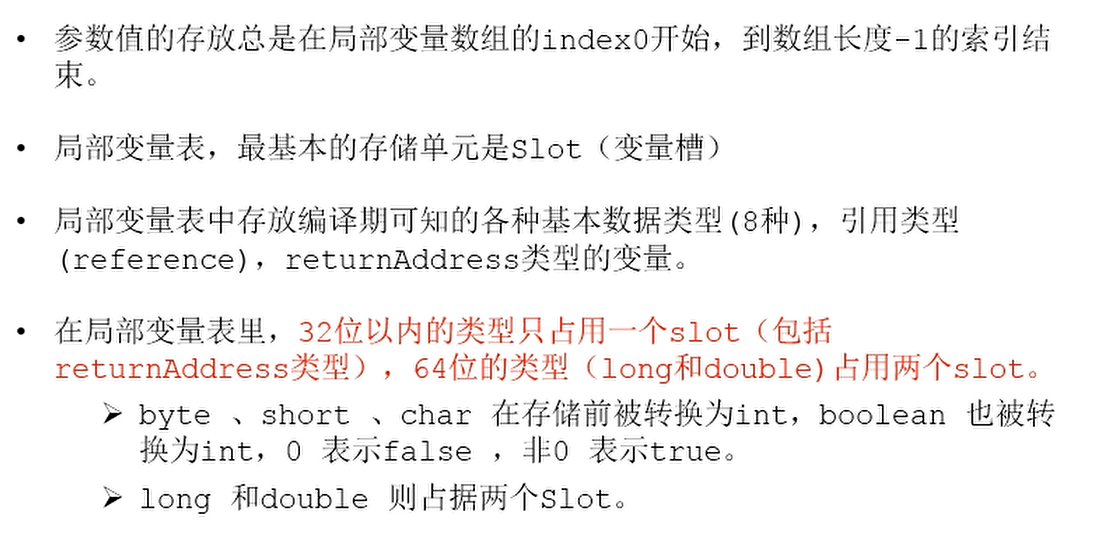 • 参数值的存放总是在局部变量数组的index0开始，到数组长度-1的索引结
束。
• 局部变量表，最基本的存储单元是Slot（变量槽）
• 局部变量表中存放编译期可知的各种基本数据类型(8种)，引用类型
(reference)，returnAddress类型的变量。
• 在局部变量表里，32位以内的类型只占用一个slot（包括
returnAddress类型），64位的类型（long和double)占用两个slot。
➢ byte 、short 、char 在存储前被转换为int，boolean 也被转
换为int，0 表示false ，非0 表示true。
➢ long 和double 则占据两个Slot。